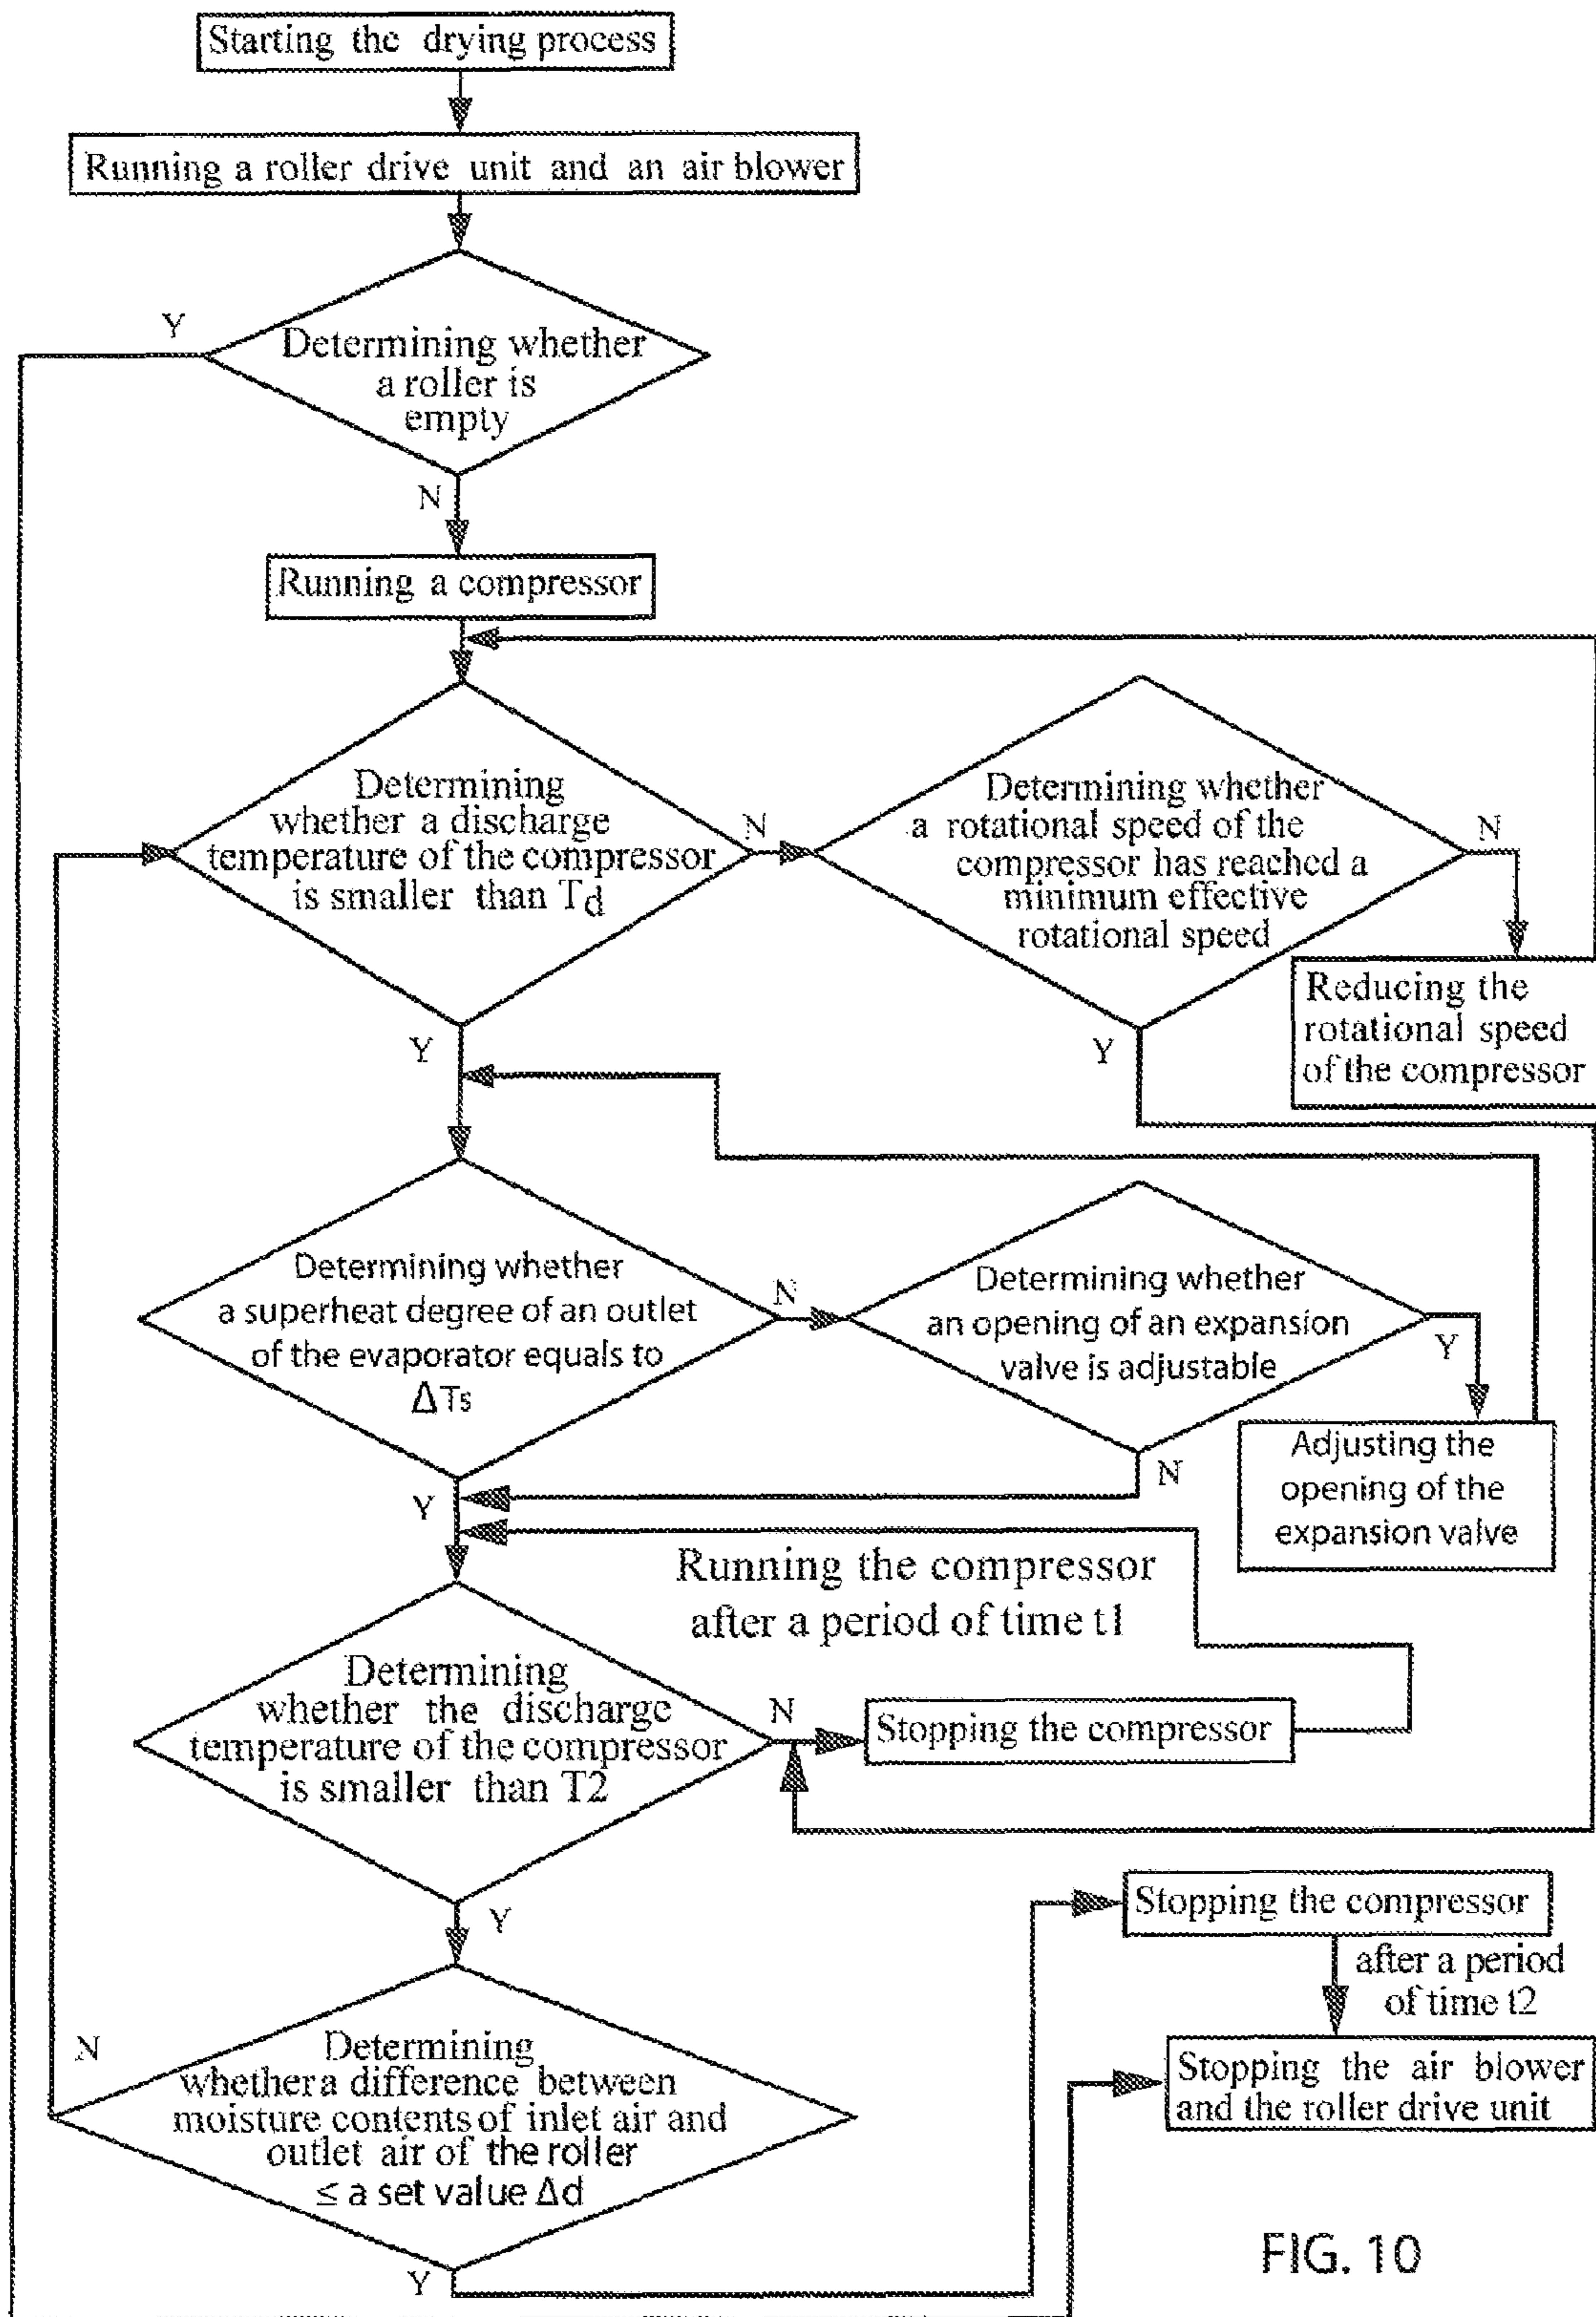 Starting the drying process
Running a roller drive unit and an air blower
Y
Determining whether
a roller is
empty
N
Running a compressor
Determining
whether a discharge
temperature of the compressor
is smaller than Td
N
Y
Determining whether
a rotational speed of the
compressor has reached a
minimum effective
rotational speed
N
Y
Reducing the
rotational speed
of the compressor
Determining whether
a superheat degree of an outlet
of the evaporator equals to
ΔTs
N
Y
Determining whether
an opening of an expansion
valve is adjustable
Y
N
Adjusting the
opening of the
expansion valve
Running the compressor
after a period of time t1
Determining
whether the discharge
temperature of the compressor
is smaller than T2
N
Stopping the compressor
Y
Stopping the compressor
after a period
of time t2
Stopping the air blower
and the roller drive unit
N
Determining
whether a difference between
moisture contents of inlet air and
outlet air of the roller
≤ a set value Δd
Y
FIG. 10